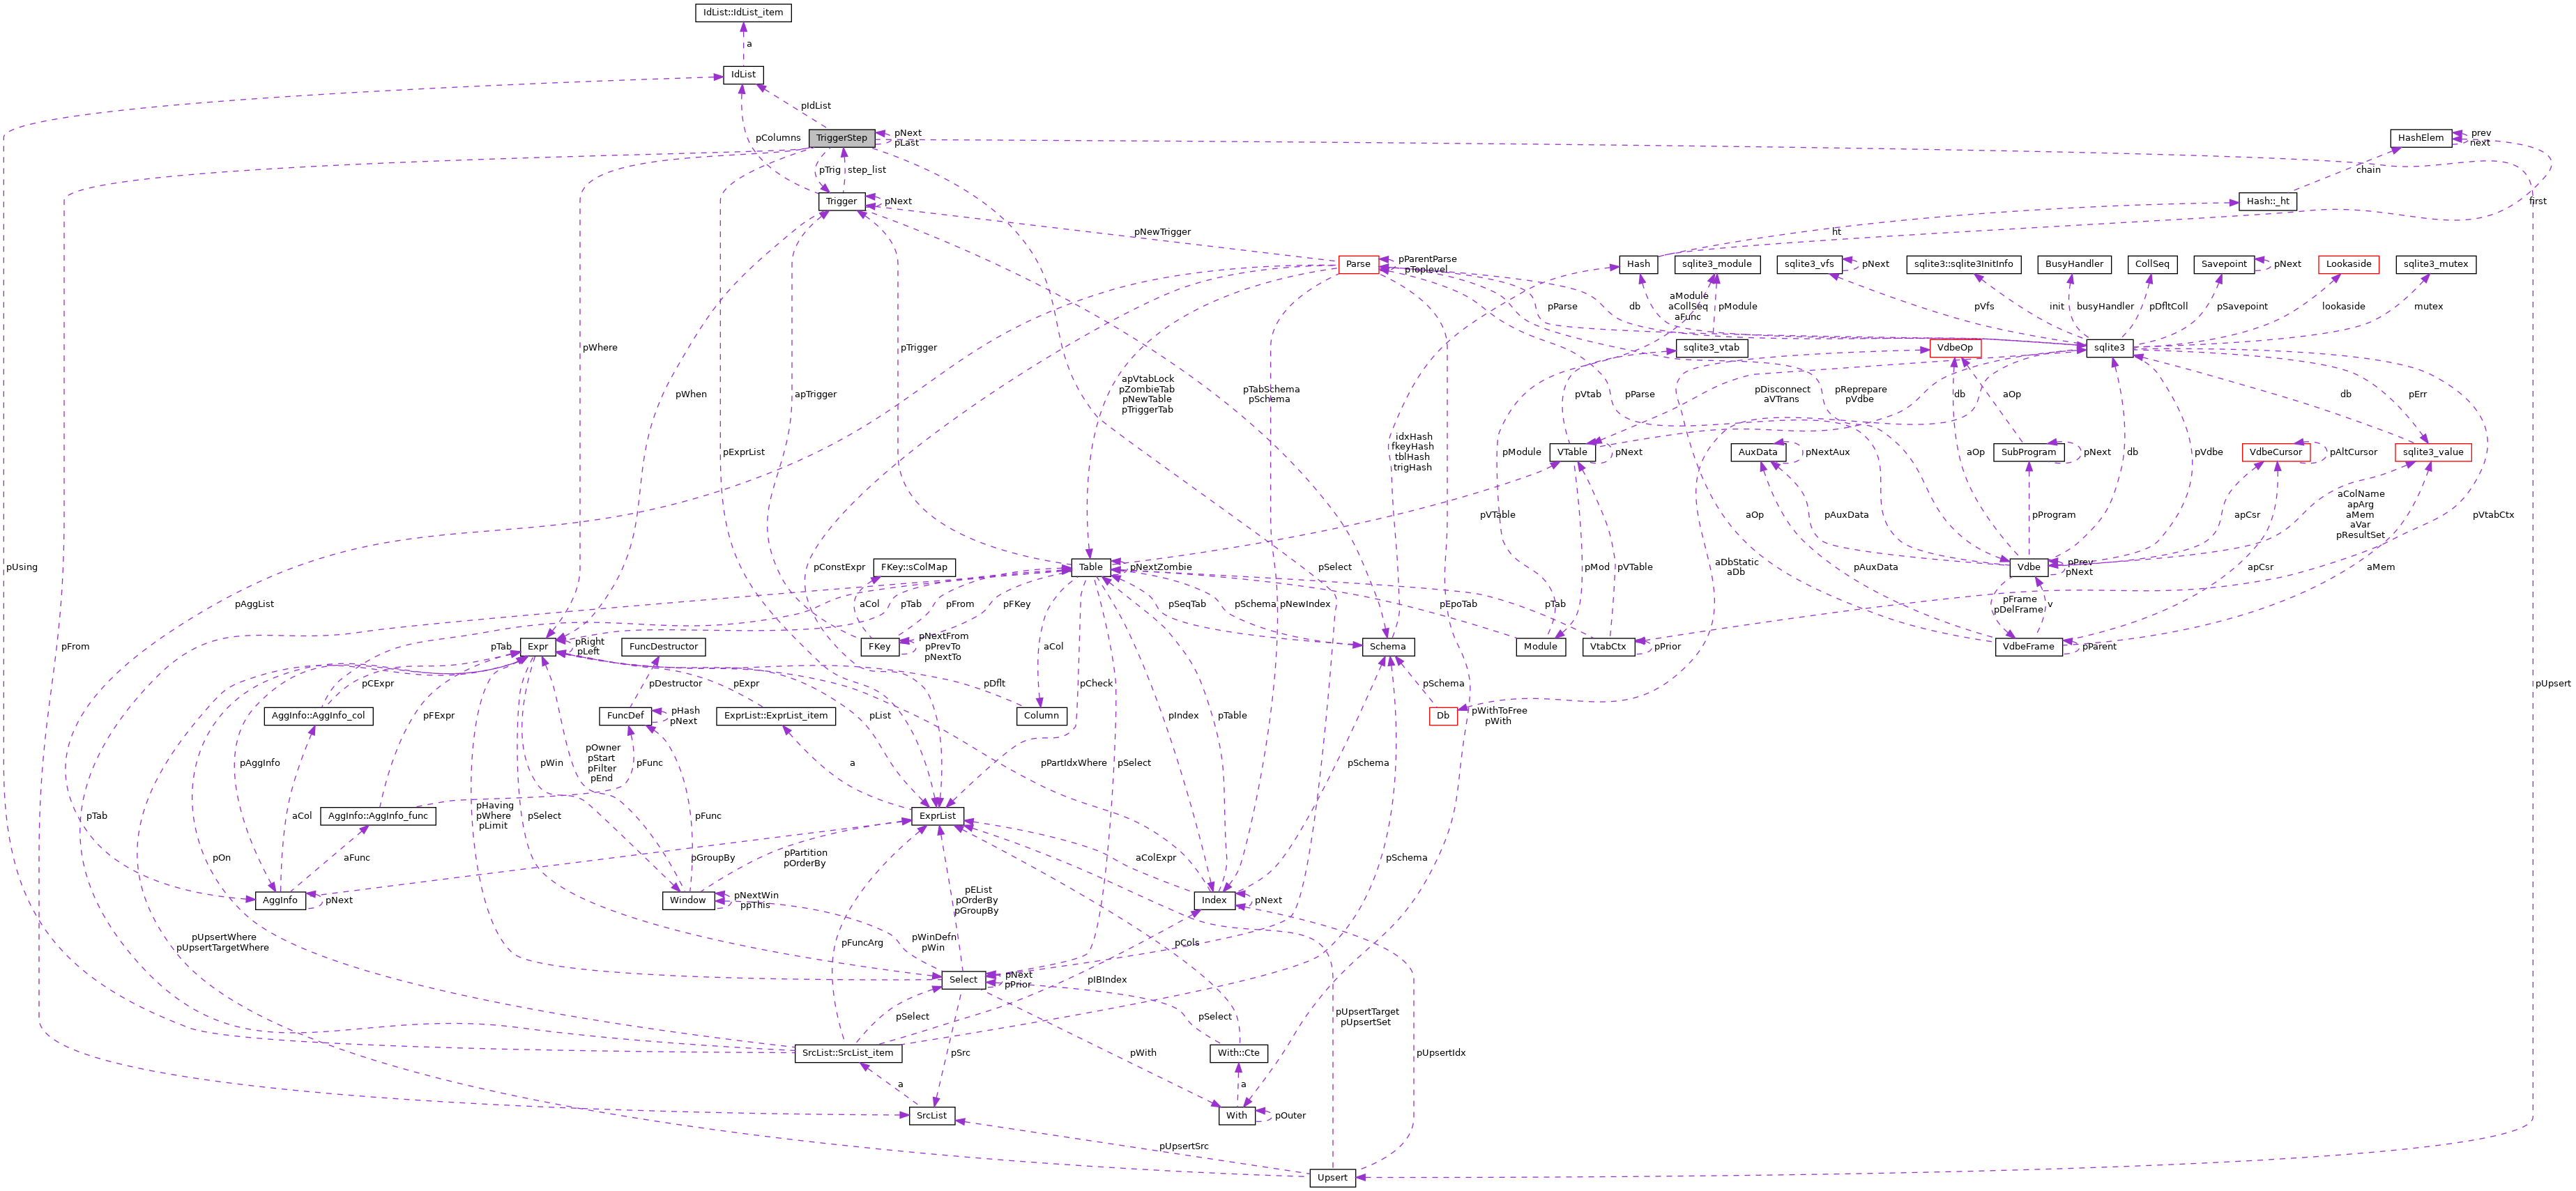 IdList::IdList_item
a
IdList
pIdList
pColumns
TriggerStep
pNext
pLast
HashElem
prev
next
pTrig
step_list
chain
Trigger
pNext
Hash::_ht
first
pNewTrigger
ht
Parse
pParentParse
pToplevel
Hash
sqlite3_module
sqlite3_vfs
pNext
sqlite3::sqlite3InitInfo
BusyHandler
CollSeq
Savepoint
pNext
Lookaside
sqlite3_mutex
pParse
db
aModule
aCollSeq
aFunc
pModule
pVfs
init
busyHandler
pDfltColl
pSavepoint
lookaside
mutex
pWhere
pTrigger
sqlite3_vtab
VdbeOp
sqlite3
pWhen
apTrigger
apVtabLock
pZombieTab
pNewTable
pTriggerTab
pTabSchema
pSchema
pVtab
pParse
pDisconnect
aVTrans
pReprepare
pVdbe
db
aOp
pErr
db
pExprList
idxHash
fkeyHash
tblHash
trigHash
pModule
VTable
pNext
AuxData
pNextAux
aOp
SubProgram
pNext
db
pVdbe
VdbeCursor
pAltCursor
sqlite3_value
pVTable
aOp
pAuxData
pProgram
apCsr
aColName
apArg
aMem
aVar
pResultSet
pVtabCtx
pUsing
pConstExpr
FKey::sColMap
Table
pNextZombie
pSelect
pMod
pVTable
aDbStatic
aDb
pAuxData
Vdbe
pPrev
pNext
apCsr
aMem
pAggList
aCol
pTab
pFrom
pFKey
pSeqTab
pSchema
pNewIndex
pEpoTab
pTab
pFrame
pDelFrame
v
pFrom
pTab
Expr
pRight
pLeft
FuncDestructor
FKey
pNextFrom
pPrevTo
pNextTo
aCol
Schema
Module
VtabCtx
pPrior
VdbeFrame
pParent
pCExpr
pDestructor
pExpr
pDflt
pCheck
pSchema
pUpsert
AggInfo::AggInfo_col
pFExpr
FuncDef
pHash
pNext
ExprList::ExprList_item
pList
Column
pIndex
pTable
Db
pWithToFree
pWith
pAggInfo
pWin
pOwner
pStart
pFilter
pEnd
pFunc
a
pPartIdxWhere
pSelect
pSchema
pTab
aCol
AggInfo::AggInfo_func
pHaving
pWhere
pLimit
pSelect
pFunc
ExprList
pOn
aFunc
pGroupBy
pPartition
pOrderBy
aColExpr
pSchema
AggInfo
pNext
Window
pNextWin
ppThis
pEList
pOrderBy
pGroupBy
Index
pNext
pUpsertWhere
pUpsertTargetWhere
pFuncArg
pWinDefn
pWin
pCols
Select
pNext
pPrior
pIBIndex
pSelect
pSelect
pUpsertTarget
pUpsertSet
SrcList::SrcList_item
pSrc
pWith
With::Cte
pUpsertIdx
a
a
SrcList
With
pOuter
pUpsertSrc
Upsert